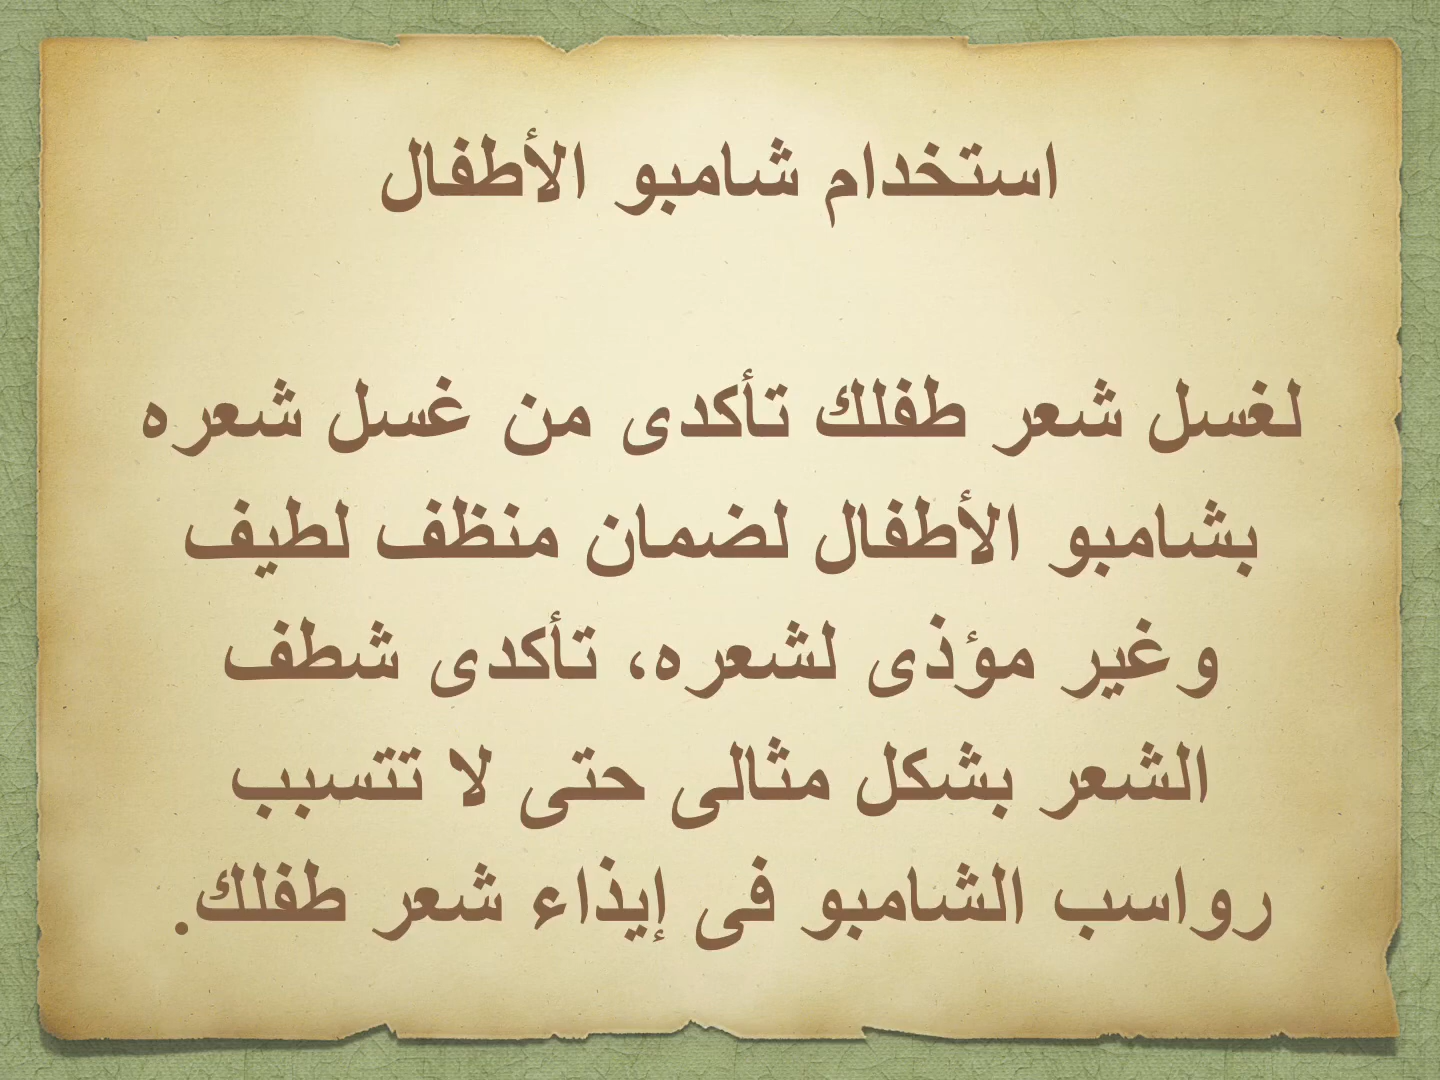 استخدام شامبو الأطفال
لغسل شعر طفلك تأكدى من غسل شعره
بشامبو الأطفال لضمان منظف لطيف
وغير مؤذى لشعره، تأكدى شطف
الشعر بشكل مثالى حتى لا تتسبب
رواسب الشامبو فى إيذاء شعر طفلك.